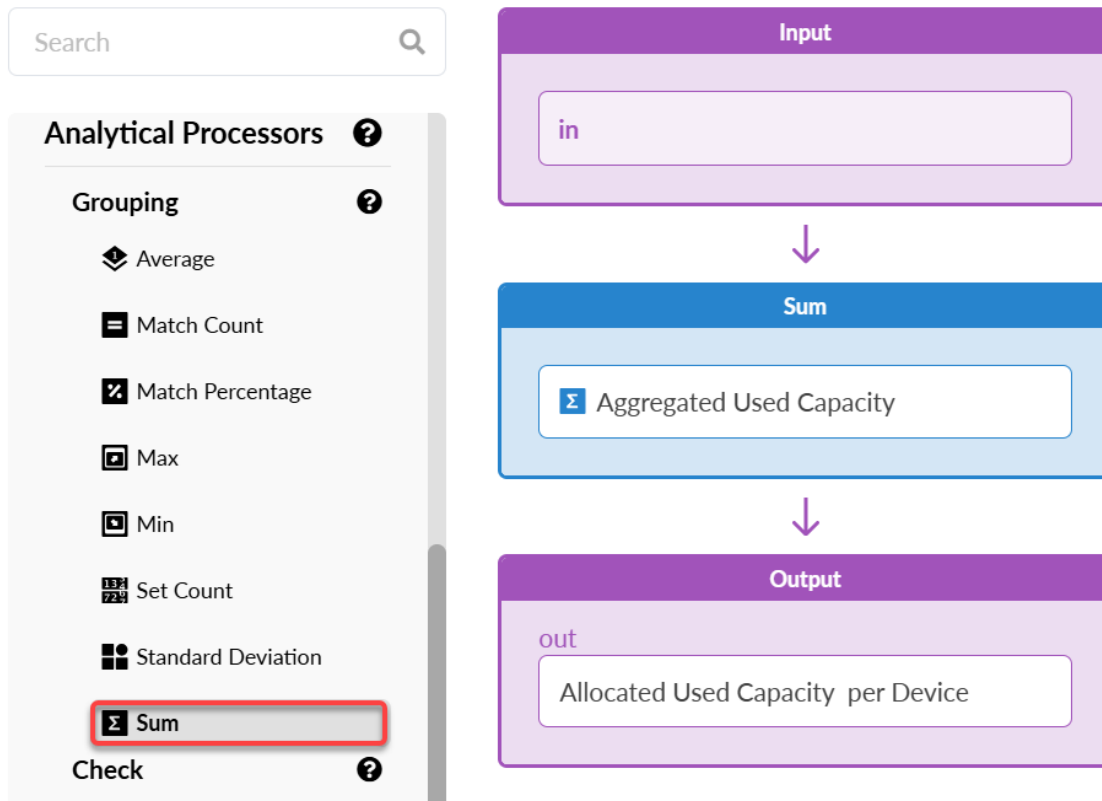 Search
Analytical Processors
Grouping
Average
Match Count
Match Percentage
Max
Min
Set Count
Standard Deviation
Sum
Check
Input
in
Sum
Aggregated Used Capacity
Output
out
Allocated Used Capacity per Device